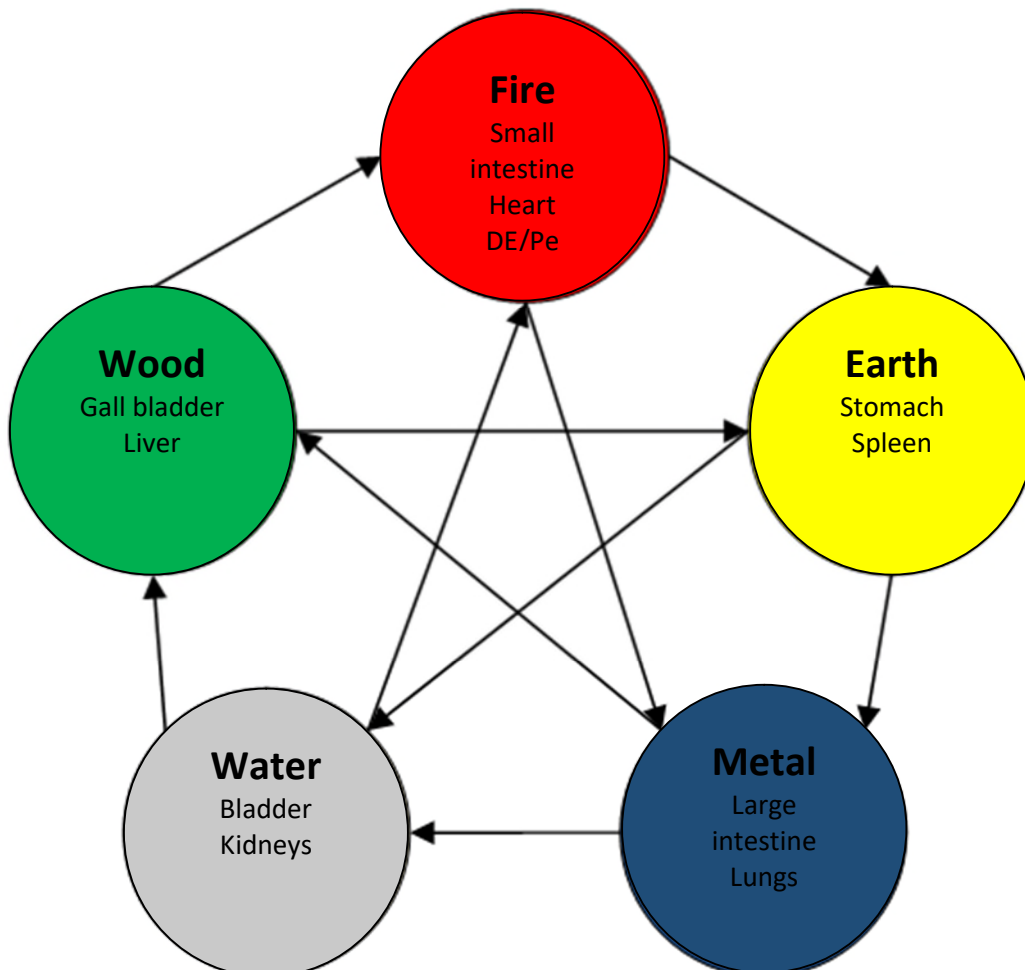 Fire
Small
intestine
Heart
DE/Pe
Wood
Gall bladder
Liver
Earth
Stomach
Spleen
Water
Bladder
Kidneys
Metal
Large
intestine
Lungs